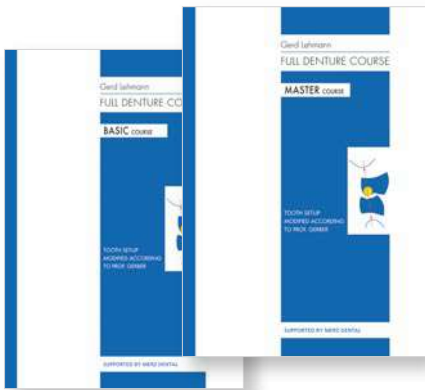 Gerd Lehmann
FULL DENTURE CO
BASIC COURSE
TOOTH SETUP
MODIFIED ACCORDING
TO PROF. GERBER
SUPPORTED BY MERZ DENTAL
Gerd Lehmann
FULL DENTURE COURSE
MASTER COURSE
TOOTH SETUP
MODIFIED ACCORDING
TO PROF. GERBER
SUPPORTED BY MERZ DENTAL